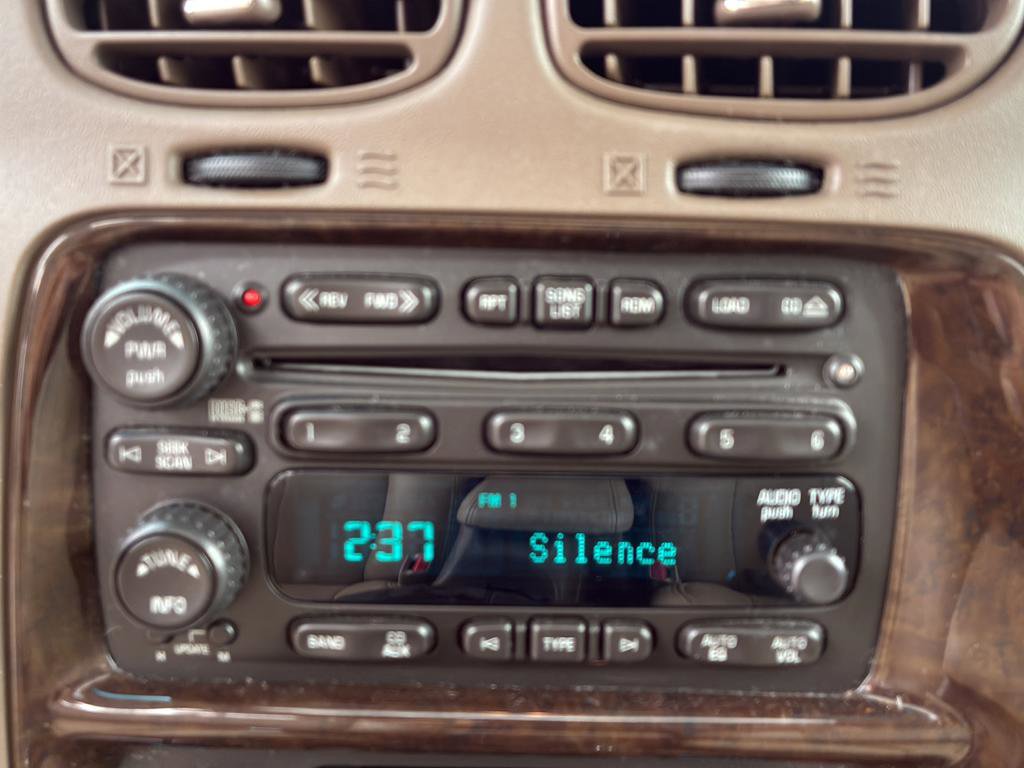 REV FWD
RPT
SONG
LIST
RDM
LOAD CD
VOLUME
PWR
push
1 2 3 4 5 6
SEEK
SCAN
AUDIO TYPE
push turn
FM 1
2:37
Silence
TUNE
INFO
H UPDATE M
BAND
CD
AUX
TYPE
AUTO
EQ
AUTO
VOL